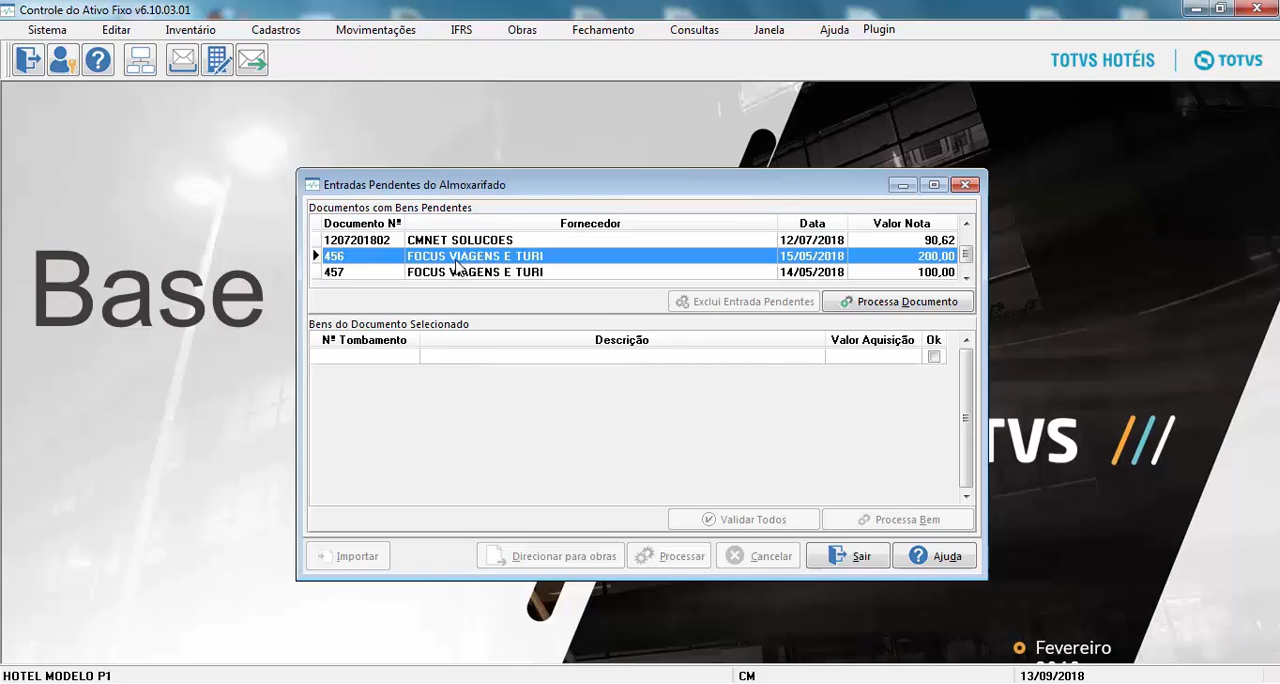 Controle do Ativo Fixo v6.10.03.01
Sistema Editar Inventário Cadastros Movimentações IFRS Obras Fechamento Consultas Janela Ajuda Plugin
TOTVS HOTÉIS TOTVS
Base
Entradas Pendentes do Almoxarifado
Documentos com Bens Pendentes
Documento Nº Fornecedor Data Valor Nota
1207201802 CMNET SOLUCOES 12/07/2018 90,62
456 FOCUS VIAGENS E TURI 15/05/2018 200,00
457 FOCUS VIAGENS E TURI 14/05/2018 100,00
Exclui Entrada Pendentes Processa Documento
Bens do Documento Selecionado
Nº Tombamento Descrição Valor Aquisição Ok
TVS
Validar Todos Processa Bem
Importar Direcionar para obras Processar Cancelar Sair Ajuda
Fevereiro
HOTEL MODELO P1 CM 13/09/2018